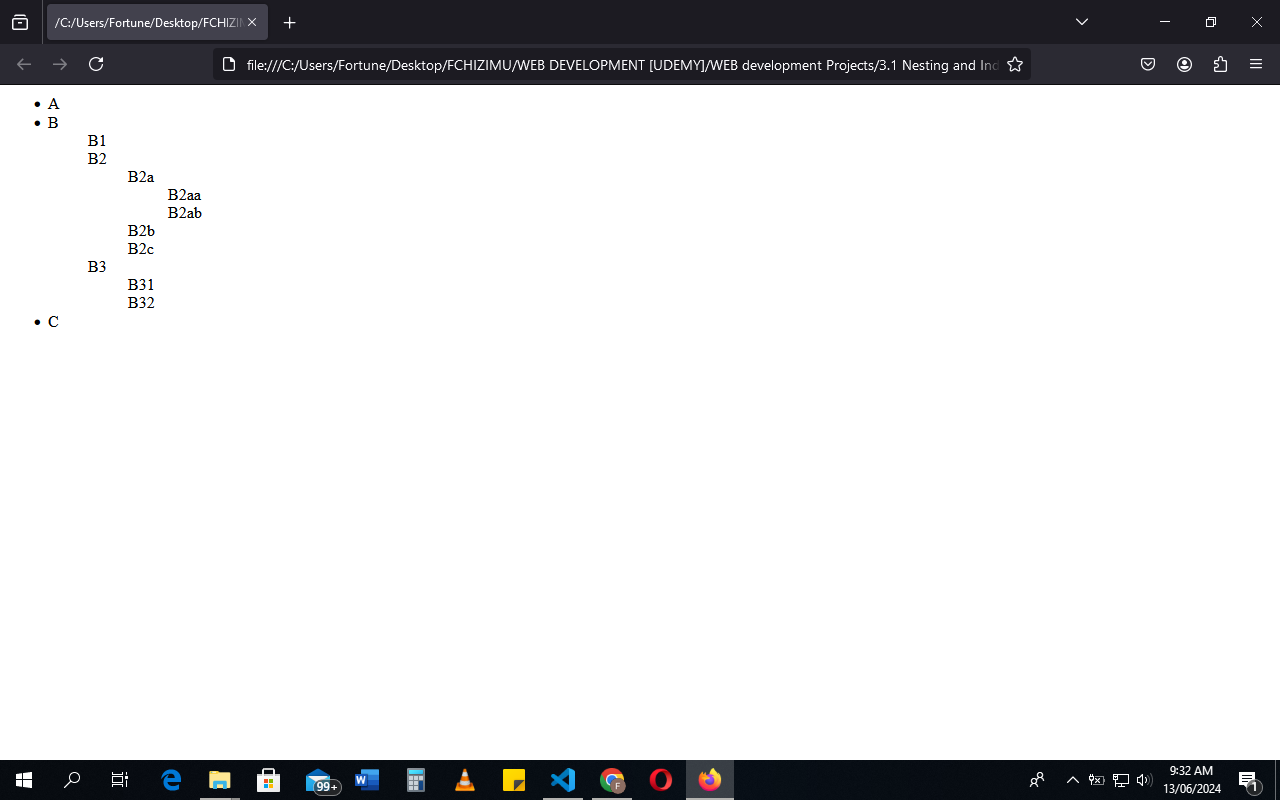 /C:/Users/Fortune/Desktop/FCHIZI
file:///C:/Users/Fortune/Desktop/FCHIZIMU/WEB DEVELOPMENT [UDEMY]/WEB development Projects/3.1 Nesting and Ind
• A
• B
B1
B2
B2a
B2aa
B2ab
B2b
B2c
B3
B31
B32
• C
99+
F
9:32 AM
13/06/2024
1